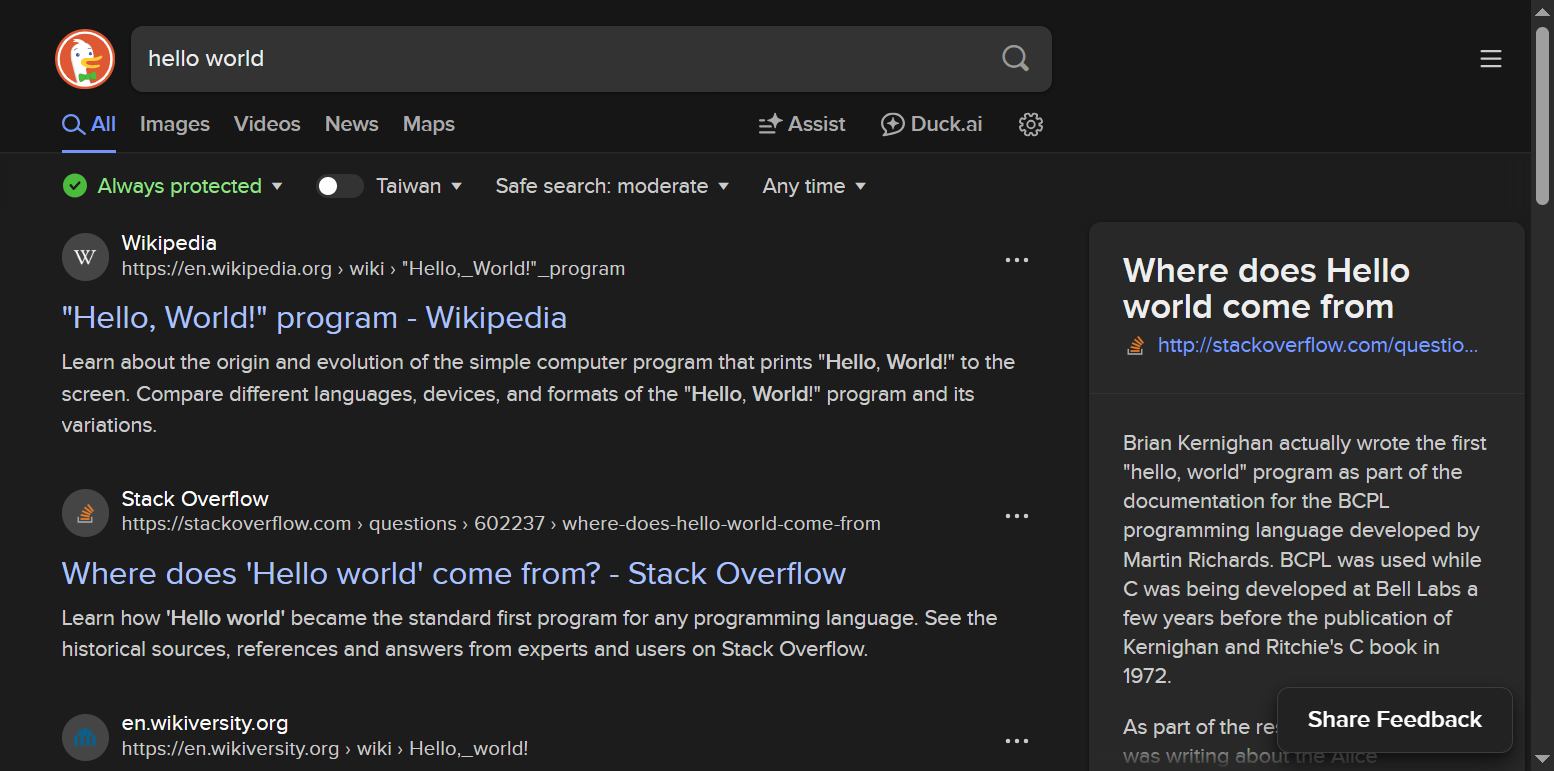 hello world
All Images Videos News Maps Assist Duck.ai
Always protected Taiwan Safe search: moderate Any time
W
Wikipedia
https://en.wikipedia.org › wiki › "Hello,_World!"_program
"Hello, World!" program - Wikipedia
Learn about the origin and evolution of the simple computer program that prints "Hello, World!" to the
screen. Compare different languages, devices, and formats of the "Hello, World!" program and its
variations.
Stack Overflow
https://stackoverflow.com › questions › 602237 › where-does-hello-world-come-from
Where does 'Hello world' come from? - Stack Overflow
Learn how 'Hello world' became the standard first program for any programming language. See the
historical sources, references and answers from experts and users on Stack Overflow.
en.wikiversity.org
https://en.wikiversity.org › wiki › Hello,_world!
Where does Hello
world come from
http://stackoverflow.com/questio...
Brian Kernighan actually wrote the first
"hello, world" program as part of the
documentation for the BCPL
programming language developed by
Martin Richards. BCPL was used while
C was being developed at Bell Labs a
few years before the publication of
Kernighan and Ritchie's C book in
1972.
As part of the res
was writing about the Alice
Share Feedback